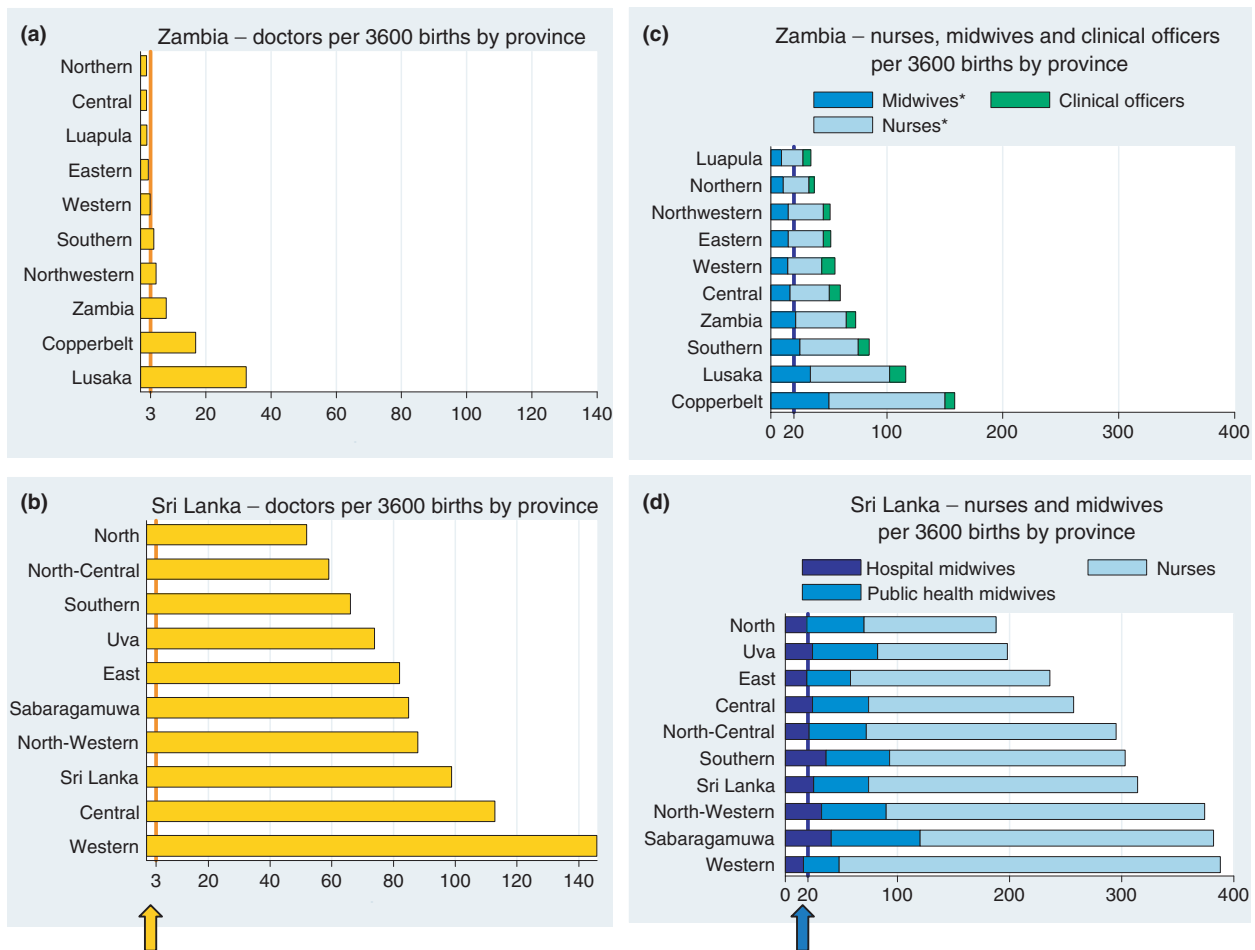 (a)
Zambia – doctors per 3600 births by province
Northern
Central
Luapula
Eastern
Western
Southern
Northwestern
Zambia
Copperbelt
Lusaka
3 20 40 60 80 100 120 140
(c)
Zambia – nurses, midwives and clinical officers
per 3600 births by province
Midwives* Clinical officers
Nurses*
Luapula
Northern
Northwestern
Eastern
Western
Central
Zambia
Southern
Lusaka
Copperbelt
0 20 100 200 300 400
(b)
Sri Lanka – doctors per 3600 births by province
North
North-Central
Southern
Uva
East
Sabaragamuwa
North-Western
Sri Lanka
Central
Western
3 20 40 60 80 100 120 140
(d)
Sri Lanka – nurses and midwives
per 3600 births by province
Hospital midwives Nurses
Public health midwives
North
Uva
East
Central
North-Central
Southern
Sri Lanka
North-Western
Sabaragamuwa
Western
0 20 100 200 300 400